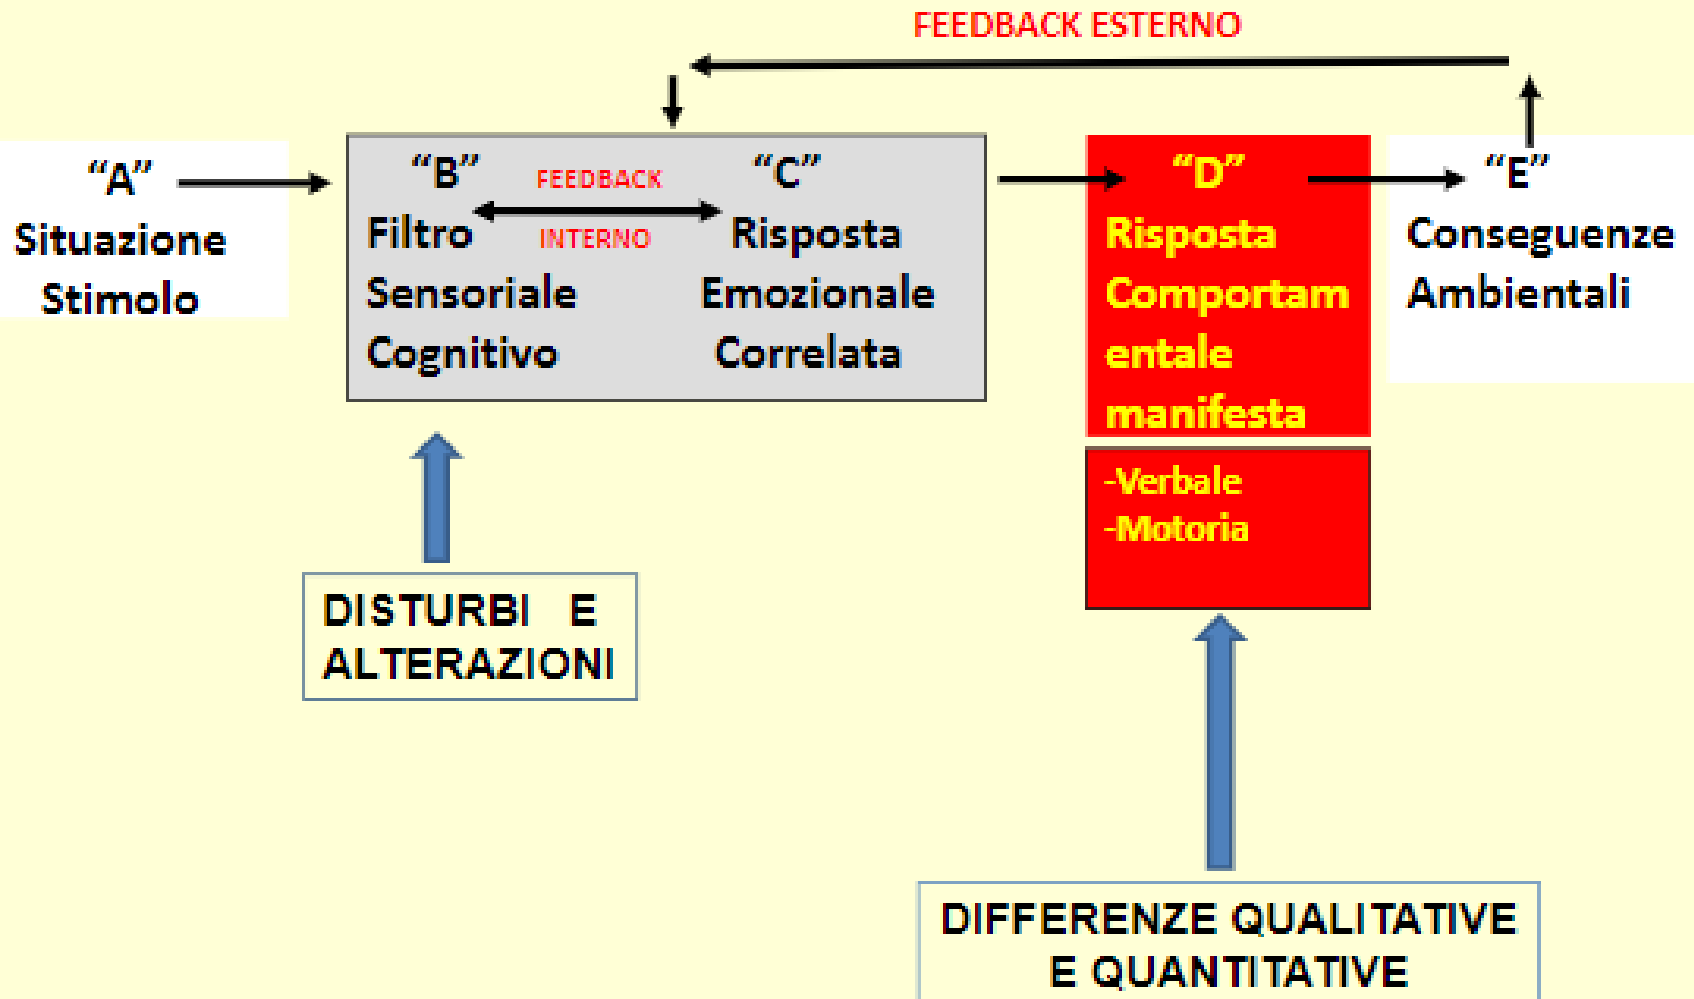 FEEDBACK ESTERNO
“A”
Situazione
Stimolo
“B”
Filtro
Sensoriale
Cognitivo
FEEDBACK
INTERNO
“C”
Risposta
Emozionale
Correlata
“D”
Risposta
Comportam
entale
manifesta
-Verbale
-Motoria
“E”
Conseguenze
Ambientali
DISTURBI E
ALTERAZIONI
DIFFERENZE QUALITATIVE
E QUANTITATIVE